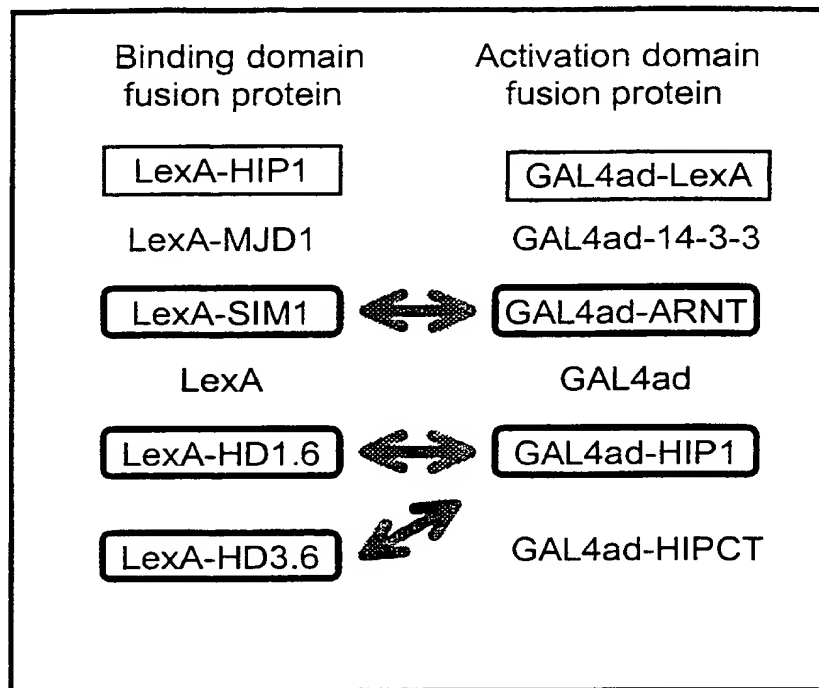 Binding domain
fusion protein
Activation domain
fusion protein
LexA-HIP1
GAL4ad-LexA
LexA-MJD1
GAL4ad-14-3-3
LexA-SIM1
GAL4ad-ARNT
LexA
GAL4ad
LexA-HD1.6
GAL4ad-HIP1
LexA-HD3.6
GAL4ad-HIPCT